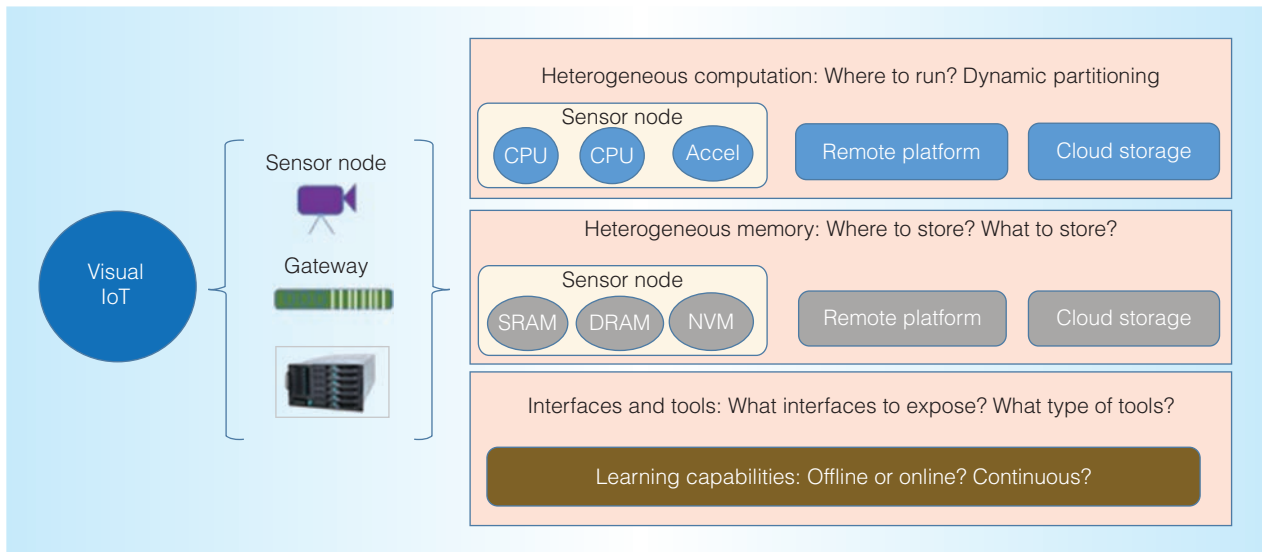 Visual
IoT
Sensor node
Gateway
Heterogeneous computation: Where to run? Dynamic partitioning
Sensor node
CPU
CPU
Accel
Remote platform
Cloud storage
Heterogeneous memory: Where to store? What to store?
Sensor node
SRAM
DRAM
NVM
Remote platform
Cloud storage
Interfaces and tools: What interfaces to expose? What type of tools?
Learning capabilities: Offline or online? Continuous?